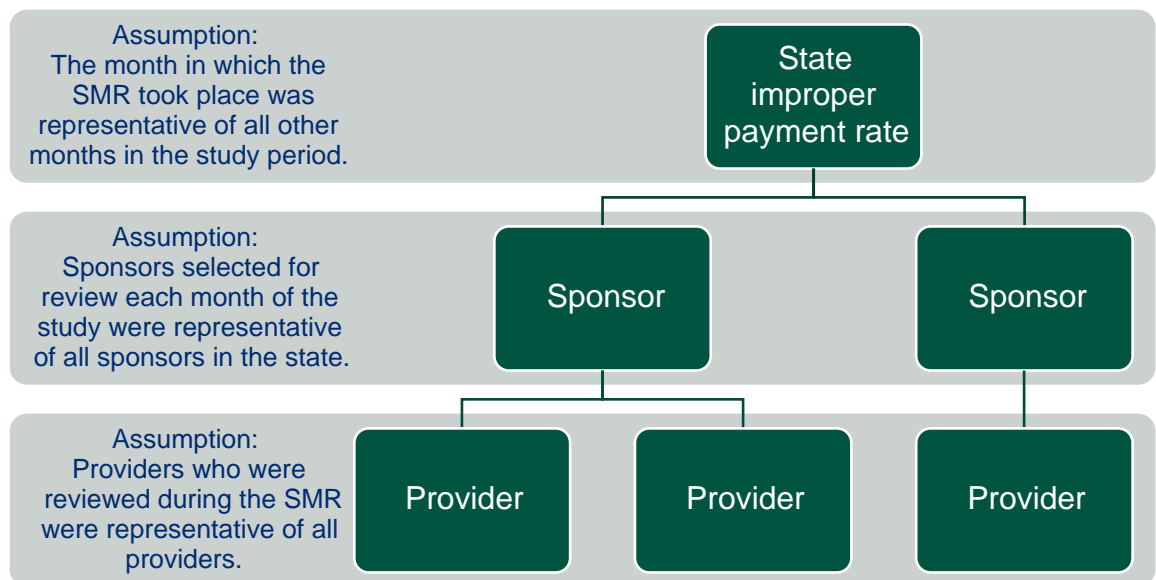 Assumption:
The month in which the
SMR took place was
representative of all other
months in the study period.
State
improper
payment rate
Assumption:
Sponsors selected for
review each month of the
study were representative
of all sponsors in the state.
Sponsor
Sponsor
Assumption:
Providers who were
reviewed during the SMR
were representative of all
providers.
Provider
Provider
Provider